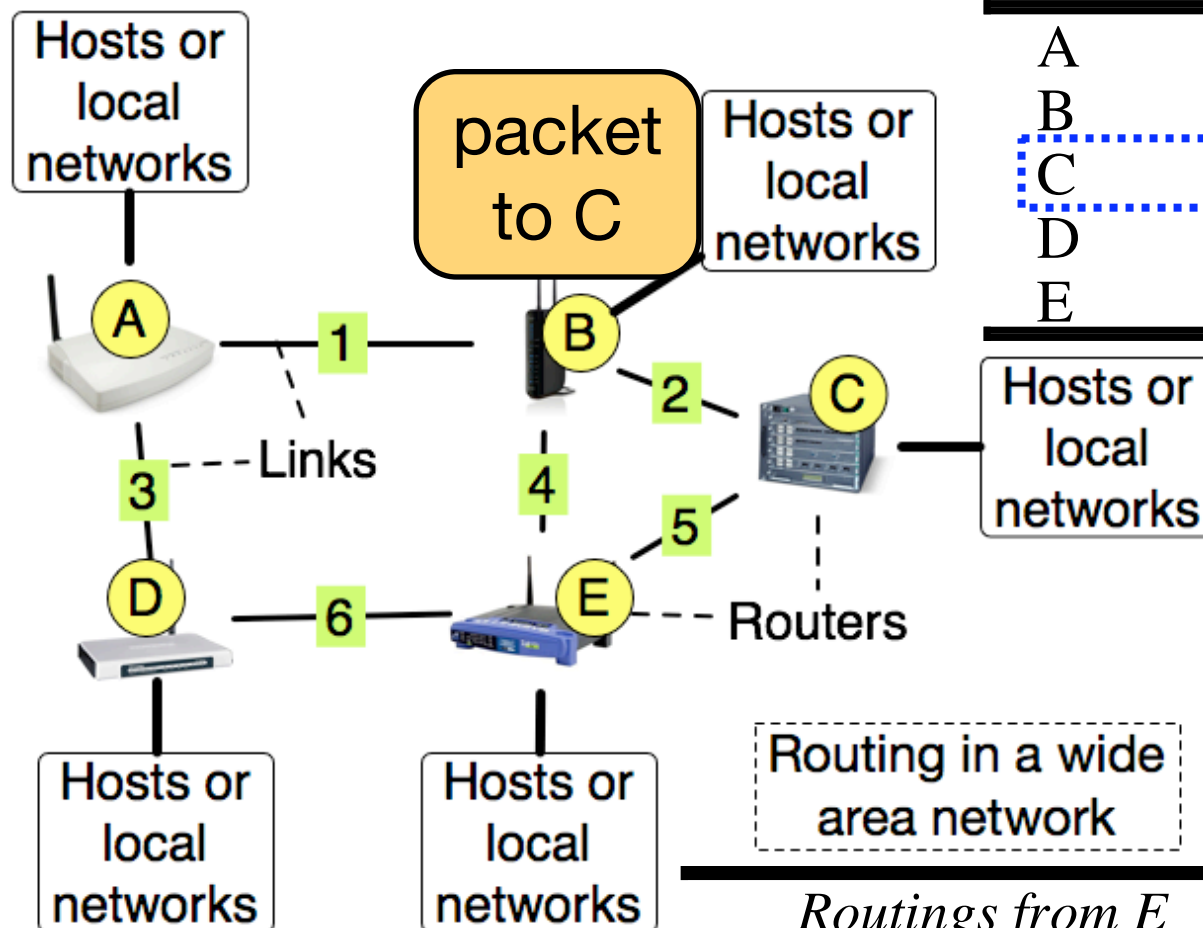 Hosts or
local
networks
packet
to C
Hosts or
local
networks
A
B
C
D
E
A
1
B
2
C
Hosts or
local
networks
Links
3
4
5
D
6
E
Routers
Hosts or
local
networks
Hosts or
local
networks
Routing in a wide
area network
Routings from E